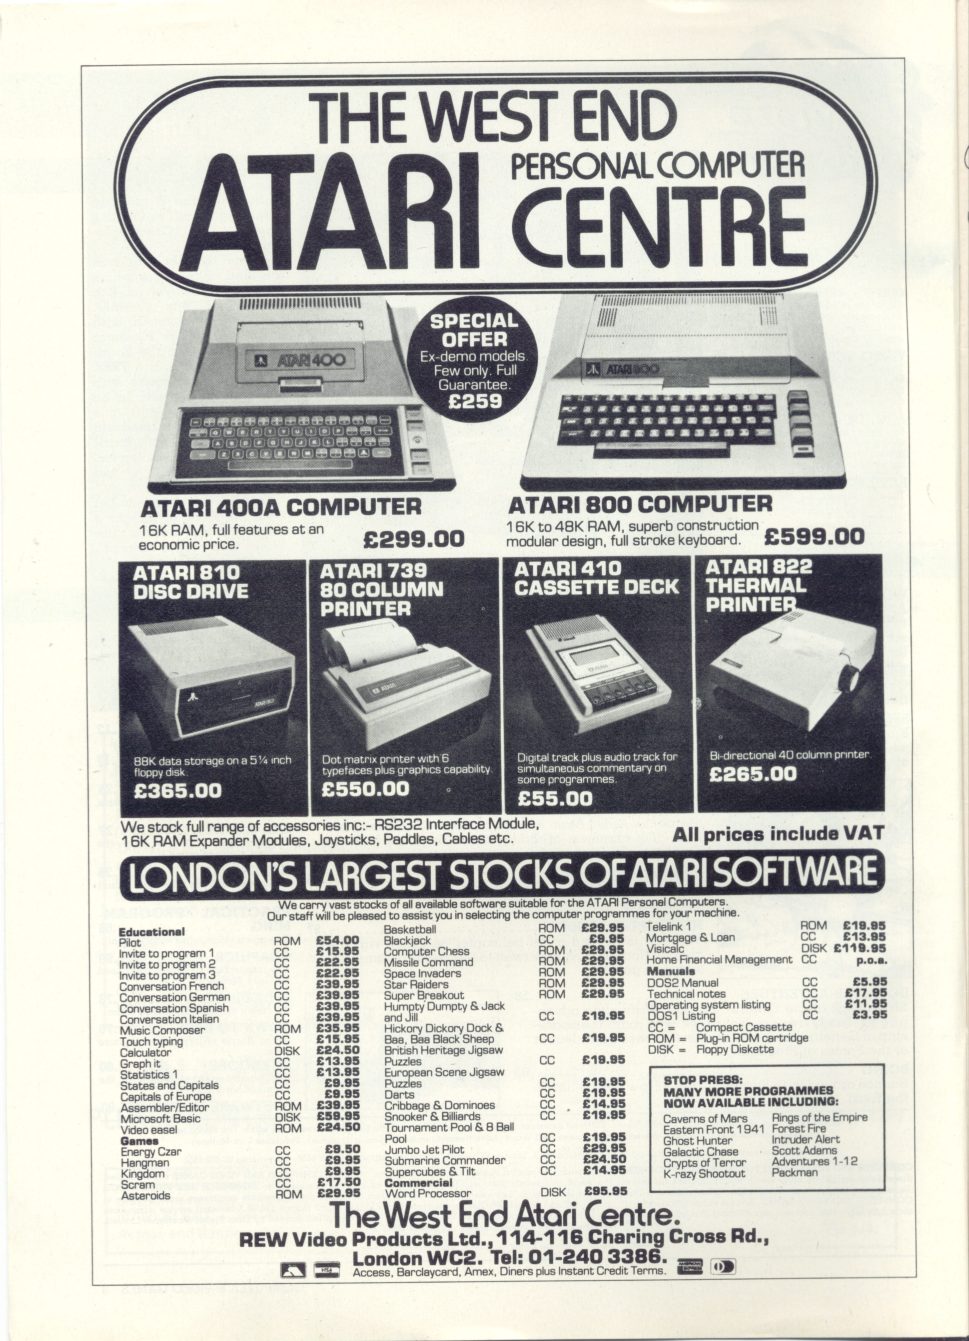 THE WEST END
ATARI PERSONAL COMPUTER
CENTRE
ATARI 400
SPECIAL
OFFER
Ex-demo models.
Few only. Full
Guarantee.
£259
ATARI 800
ATARI 400A COMPUTER
16K RAM, full features at an
economic price.
£299.00
ATARI 800 COMPUTER
16K to 48K RAM, superb construction
modular design, full stroke keyboard.
£599.00
ATARI 810
DISC DRIVE
88K data storage on a 5¼ inch
floppy disk.
£365.00
ATARI 739
80 COLUMN
PRINTER
ATARI
Dot matrix printer with 6
typefaces plus graphics capability.
£550.00
ATARI 410
CASSETTE DECK
Digital track plus audio track for
simultaneous commentary on
some programmes.
£55.00
ATARI 822
THERMAL
PRINTER
Bi-directional 40 column printer.
£265.00
We stock full range of accessories inc:- RS232 Interface Module,
16K RAM Expander Modules, Joysticks, Paddles, Cables etc.
All prices include VAT
LONDON'S LARGEST STOCKS OF ATARI SOFTWARE
We carry vast stocks of all available software suitable for the ATARI Personal Computers.
Our staff will be pleased to assist you in selecting the computer programmes for your machine.
Educational
Pilot ROM £54.00
Invite to program 1 CC £15.95
Invite to program 2 CC £22.95
Invite to program 3 CC £22.95
Conversation French CC £39.95
Conversation German CC £39.95
Conversation Spanish CC £39.95
Conversation Italian CC £39.95
Music Composer ROM £35.95
Touch typing CC £15.95
Calculator DISK £24.50
Graph it CC £13.95
Statistics 1 CC £13.95
States and Capitals CC £9.95
Capitals of Europe CC £9.95
Assembler/Editor ROM £39.95
Microsoft Basic DISK £59.95
Video easel ROM £24.50
Games
Energy Czar CC £9.50
Hangman CC £9.95
Kingdom CC £9.95
Scram CC £17.50
Asteroids ROM £29.95
Basketball ROM £29.95
Blackjack CC £9.95
Computer Chess ROM £29.95
Missile Command ROM £29.95
Space Invaders ROM £29.95
Star Raiders ROM £29.95
Super Breakout ROM £29.95
Humpty Dumpty & Jack
and Jill CC £19.95
Hickory Dickory Dock &
Baa, Baa Black Sheep CC £19.95
British Heritage Jigsaw
Puzzles CC £19.95
European Scene Jigsaw
Puzzles CC £19.95
Darts CC £19.95
Cribbage & Dominoes CC £14.95
Snooker & Billiards CC £19.95
Tournament Pool & 8 Ball
Pool CC £19.95
Jumbo Jet Pilot CC £29.95
Submarine Commander CC £24.50
Supercubes & Tilt CC £14.95
Commercial
Word Processor DISK £95.95
Telelink 1 ROM £19.95
Mortgage & Loan CC £13.95
Visicalc DISK £119.95
Home Financial Management CC p.o.a.
Manuals
DOS2 Manual CC £5.95
Technical notes CC £17.95
Operating system listing CC £11.95
DOS1 Listing CC £3.95
CC = Compact Cassette
ROM = Plug-in ROM cartridge
DISK = Floppy Diskette
STOP PRESS:
MANY MORE PROGRAMMES
NOW AVAILABLE INCLUDING:
Caverns of Mars Rings of the Empire
Eastern Front 1941 Forest Fire
Ghost Hunter Intruder Alert
Galactic Chase Scott Adams
Crypts of Terror Adventures 1-12
K-razy Shootout Packman
The West End Atari Centre.
REW Video Products Ltd., 114-116 Charing Cross Rd.,
London WC2. Tel: 01-240 3386.
Access, Barclaycard, Amex, Diners plus Instant Credit Terms.